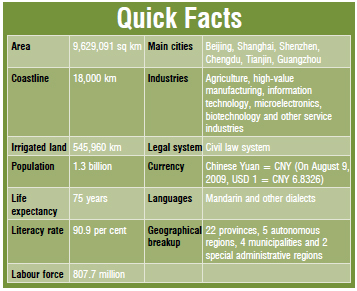 Quick Facts
Area 9,629,091 sq km Main cities Beijing, Shanghai, Shenzhen,
Chengdu, Tianjin, Guangzhou
Coastline 18,000 km Industries Agriculture, high-value
manufacturing, information
technology, microelectronics,
biotechnology and other service
industries
Irrigated land 545,960 km Legal system Civil law system
Population 1.3 billion Currency Chinese Yuan = CNY (On August 9,
2009, USD 1 = CNY 6.8326)
Life 75 years Languages Mandarin and other dialects
expectancy
Literacy rate 90.9 per cent Geographical 22 provinces, 5 autonomous
breakup regions, 4 municipalities and 2
special administrative regions
Labour force 807.7 million